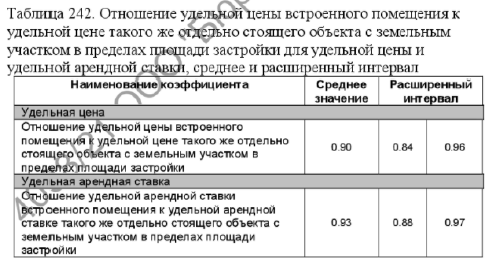 Таблица 242. Отношение удельной цены встроенного помещения к
удельной цене такого же отдельно стоящего объекта с земельным
участком в пределах площади застройки для удельной цены и
удельной арендной ставки, среднее и расширенный интервал
Наименование коэффициента Среднее значение Расширенный интервал
Удельная цена
Отношение удельной цены встроенного
помещения к удельной цене такого же отдельно
стоящего объекта с земельным участком в
пределах площади застройки
0.90 0.84 0.96
Удельная арендная ставка
Отношение удельной арендной ставки
встроенного помещения к удельной арендной
ставке такого же отдельно стоящего объекта с
земельным участком в пределах площади
застройки
0.93 0.88 0.97